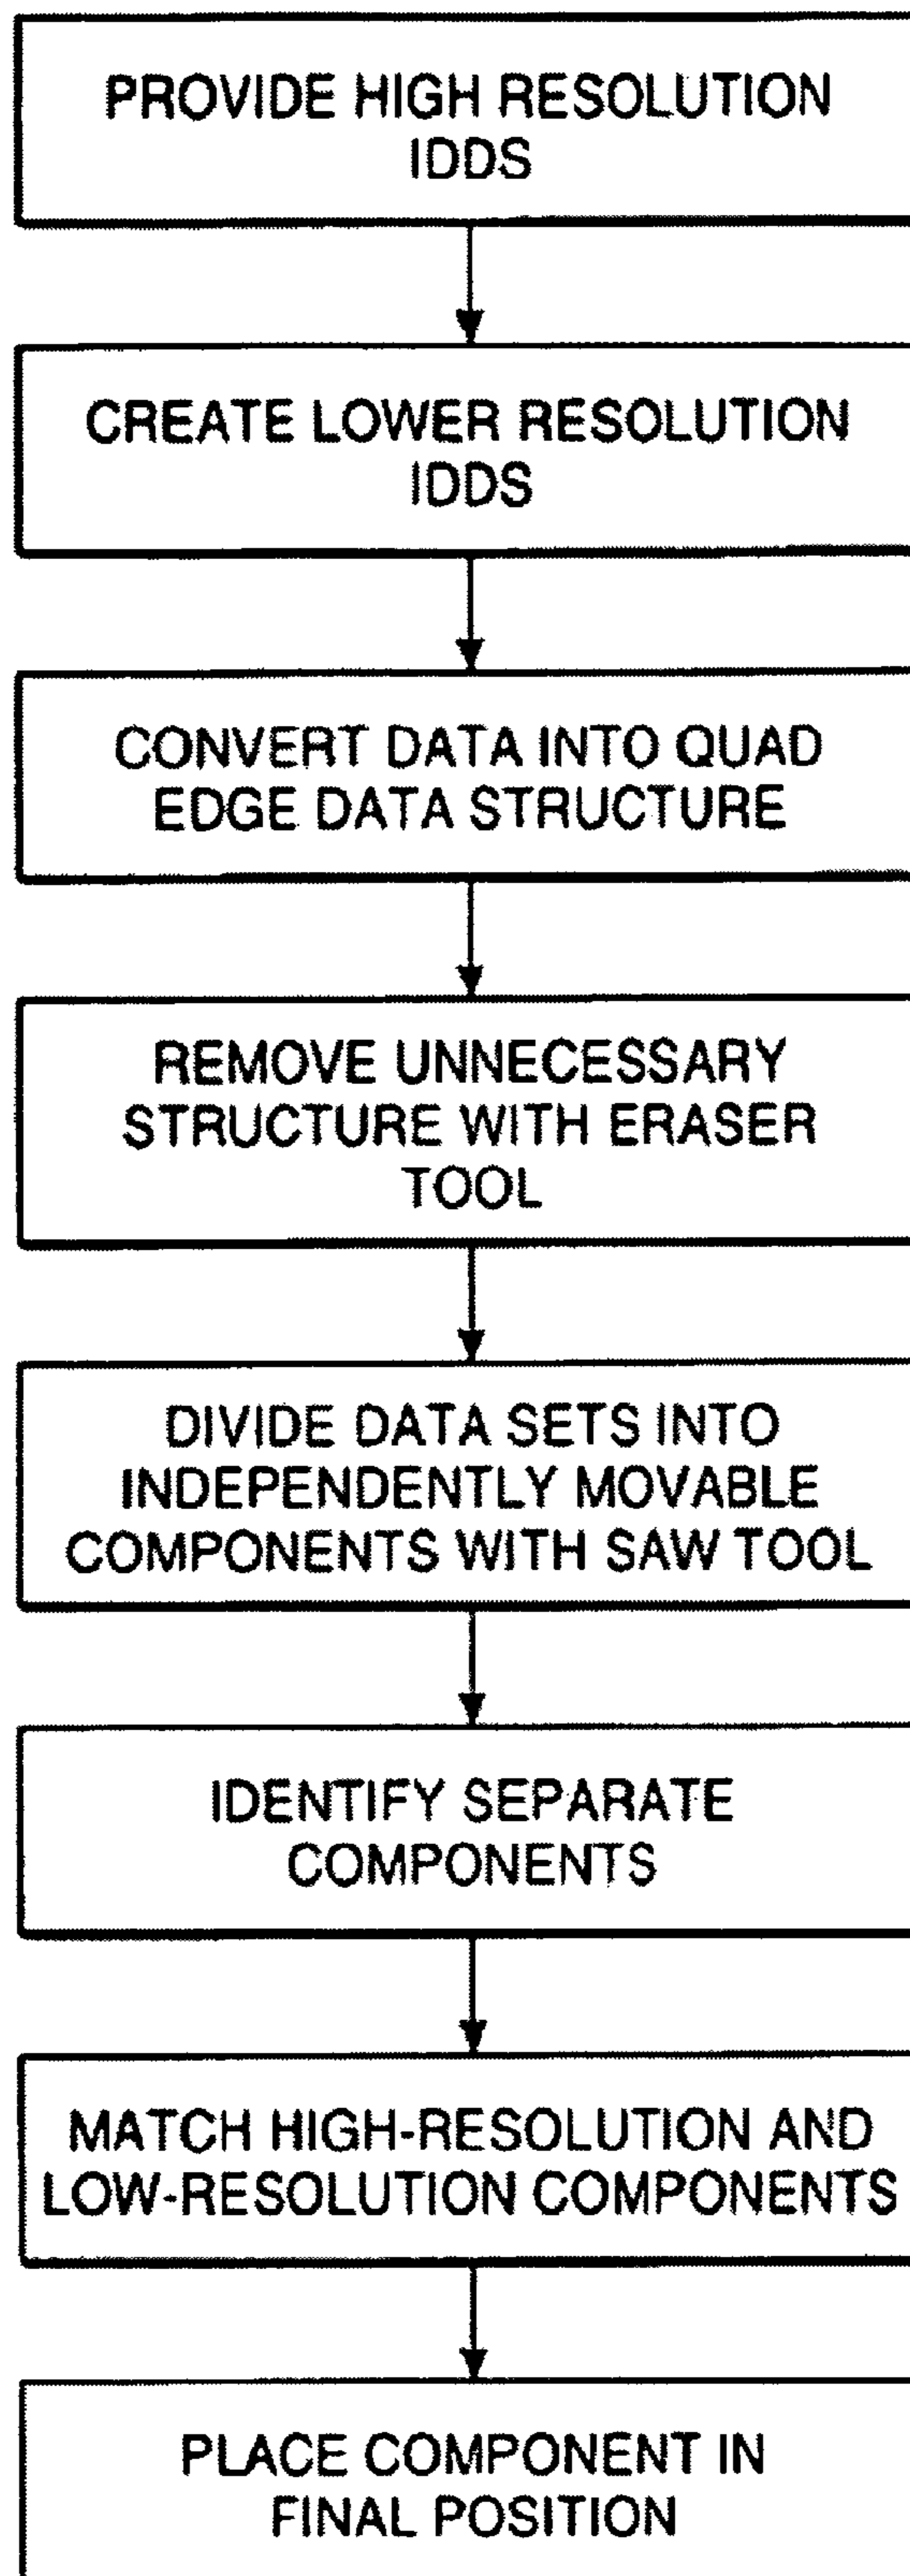 PROVIDE HIGH RESOLUTION
IDDS
CREATE LOWER RESOLUTION
IDDS
CONVERT DATA INTO QUAD
EDGE DATA STRUCTURE
REMOVE UNNECESSARY
STRUCTURE WITH ERASER
TOOL
DIVIDE DATA SETS INTO
INDEPENDENTLY MOVABLE
COMPONENTS WITH SAW TOOL
IDENTIFY SEPARATE
COMPONENTS
MATCH HIGH-RESOLUTION AND
LOW-RESOLUTION COMPONENTS
PLACE COMPONENT IN
FINAL POSITION